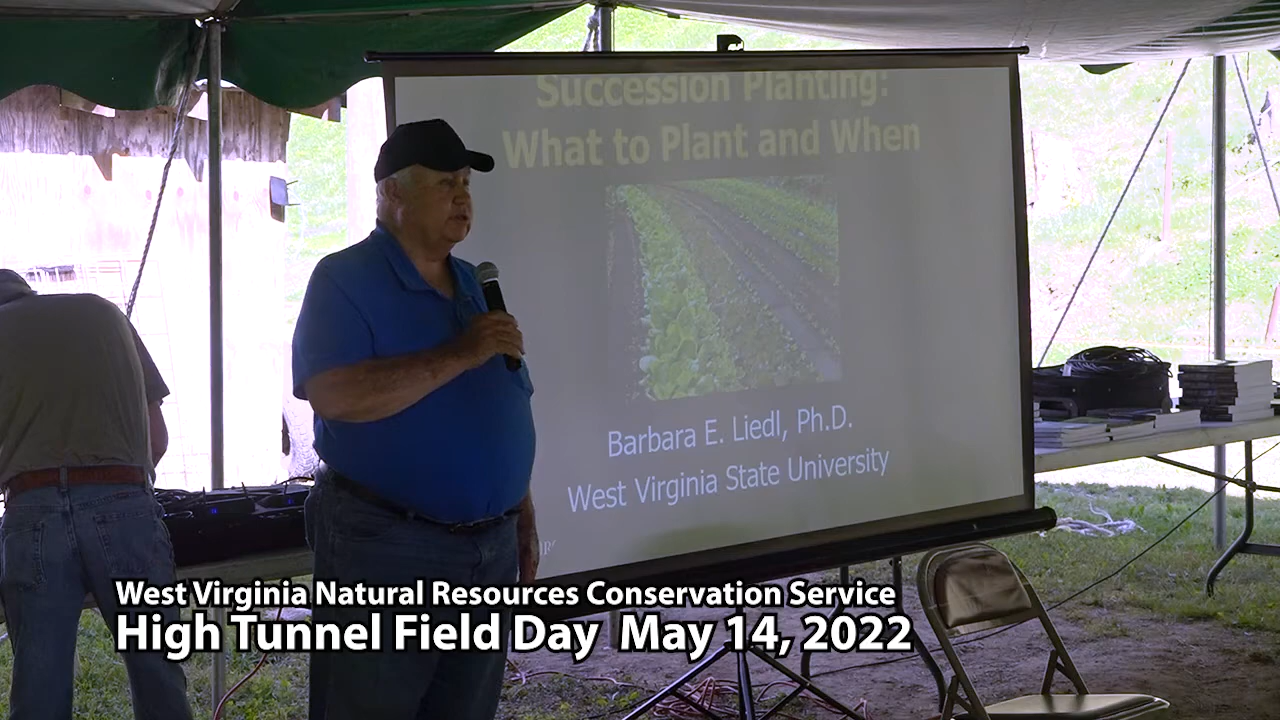 Succession Planting:
What to Plant and When
Barbara E. Liedl, Ph.D.
West Virginia State University
West Virginia Natural Resources Conservation Service
High Tunnel Field Day May 14, 2022